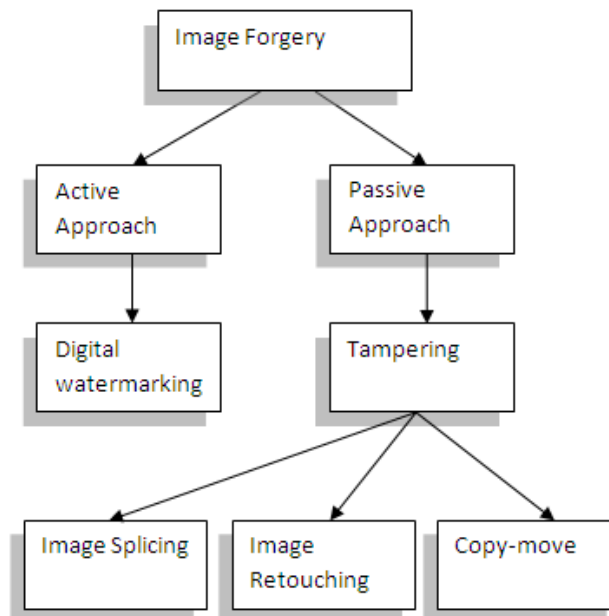 Image Forgery
Active
Approach
Passive
Approach
Digital
watermarking
Tampering
Image Splicing
Image
Retouching
Copy-move